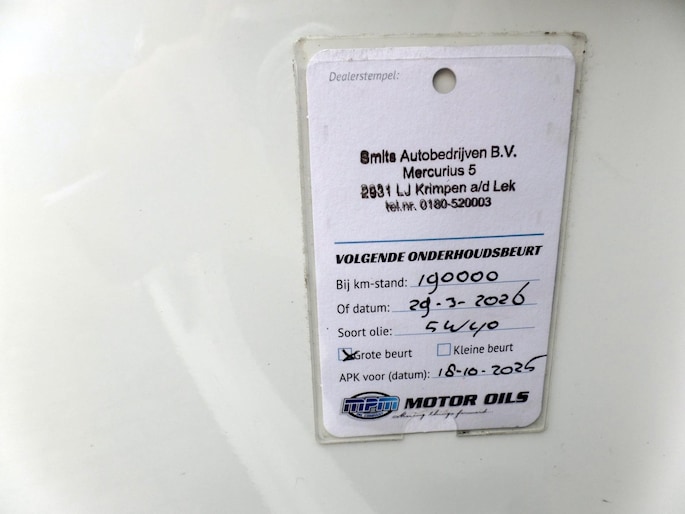 Dealerstempel:
Smits Autobedrijven B.V.
Mercurius 5
2931 LJ Krimpen a/d Lek
tel.nr. 0180-520003
VOLGENDE ONDERHOUDSBEURT
Bij km-stand: 190000
Of datum: 29-3-2026
Soort olie: 5W40
Grote beurt Kleine beurt
APK voor (datum): 18-10-2025
MPM MOTOR OILS